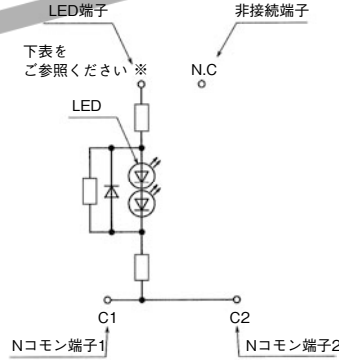 LED端子
非接続端子
下表を
ご参照ください ※
N.C
LED
C1
C2
Nコモン端子1
Nコモン端子2